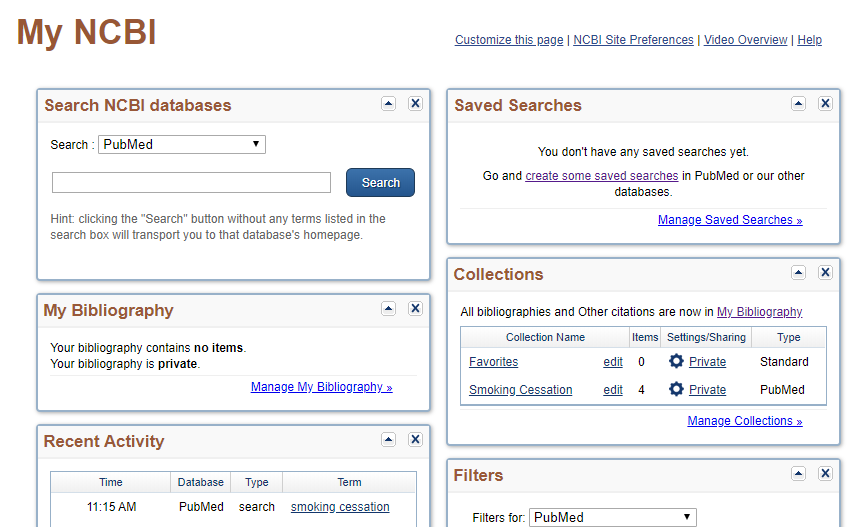 My NCBI
Customize this page | NCBI Site Preferences | Video Overview | Help
Search NCBI databases
Search : PubMed
Search
Hint: clicking the "Search" button without any terms listed in the
search box will transport you to that database's homepage.
My Bibliography
Your bibliography contains no items.
Your bibliography is private.
Manage My Bibliography »
Recent Activity
Time Database Type Term
11:15 AM PubMed search smoking cessation
Saved Searches
You don't have any saved searches yet.
Go and create some saved searches in PubMed or our other
databases.
Manage Saved Searches »
Collections
All bibliographies and Other citations are now in My Bibliography
Collection Name Items Settings/Sharing Type
Favorites edit 0 Private Standard
Smoking Cessation edit 4 Private PubMed
Manage Collections »
Filters
Filters for: PubMed